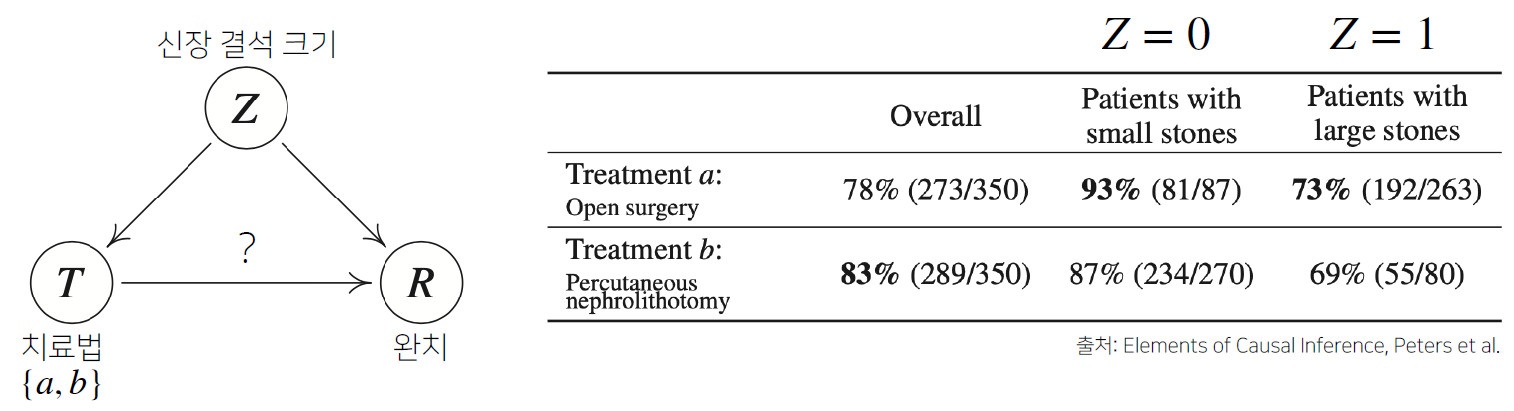 신장 결석 크기
Z
T
?
R
치료법
{a, b}
완치
Z = 0 Z = 1
Overall Patients with small stones Patients with large stones
Treatment a:
Open surgery
78% (273/350) 93% (81/87) 73% (192/263)
Treatment b:
Percutaneous
nephrolithotomy
83% (289/350) 87% (234/270) 69% (55/80)
출처: Elements of Causal Inference, Peters et al.